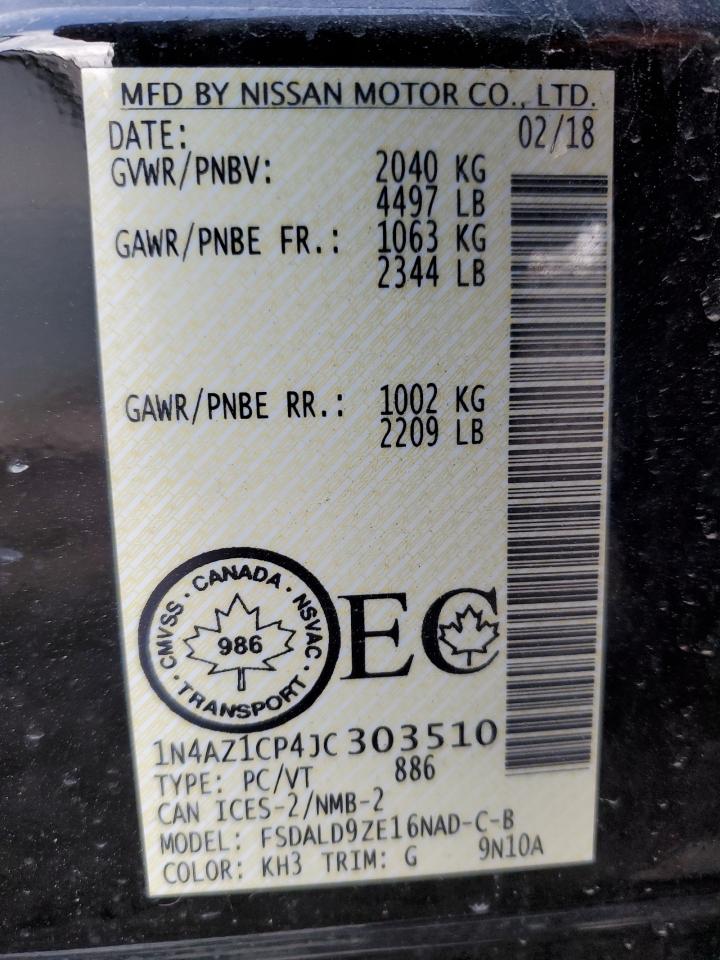 MFD BY NISSAN MOTOR CO., LTD.
DATE: 02/18
GVWR/PNBV: 2040 KG
4497 LB
GAWR/PNBE FR.: 1063 KG
2344 LB
GAWR/PNBE RR.: 1002 KG
2209 LB
CMVSS · CANADA · NSVAC · TRANSPORT ·
986
EC
1N4AZ1CP4JC303510
TYPE: PC/VT 886
CAN ICES-2/NMB-2
MODEL: FSDALD9ZE16NAD-C-B
COLOR: KH3 TRIM: G 9N10A